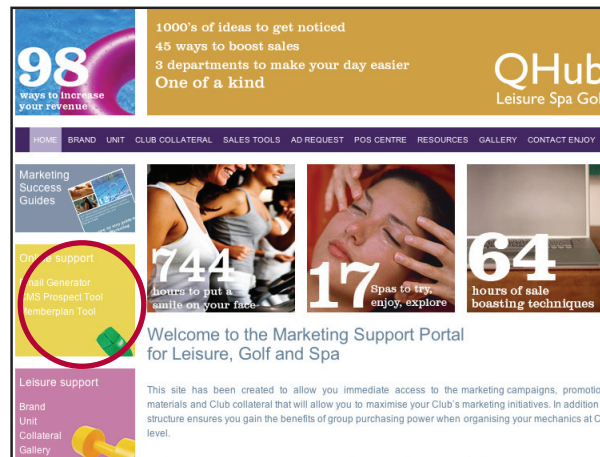 98
ways to increase
your revenue
1000's of ideas to get noticed
45 ways to boost sales
3 departments to make your day easier
One of a kind
QHub
Leisure Spa Gol
HOME BRAND UNIT CLUB COLLATERAL SALES TOOLS AD REQUEST POS CENTRE RESOURCES GALLERY CONTACT ENJOY
Marketing
Success
Guides
744
hours to put a
smile on your face
17
Spas to try,
enjoy, explore
64
hours of sale
boasting techniques
Online support
Email Generator
CMS Prospect Tool
Memberplan Tool
Welcome to the Marketing Support Portal
for Leisure, Golf and Spa
This site has been created to allow you immediate access to the marketing campaigns, promotio
materials and Club collateral that will allow you to maximise your Club's marketing initiatives. In addition
structure ensures you gain the benefits of group purchasing power when organising your mechanics at C
level.
Leisure support
Brand
Unit
Collateral
Gallery